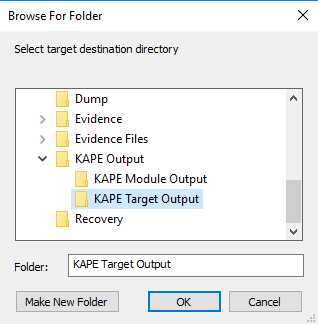 Browse For Folder
Select target destination directory
Dump
Evidence
Evidence Files
KAPE Output
KAPE Module Output
KAPE Target Output
Recovery
Folder: KAPE Target Output
Make New Folder OK Cancel